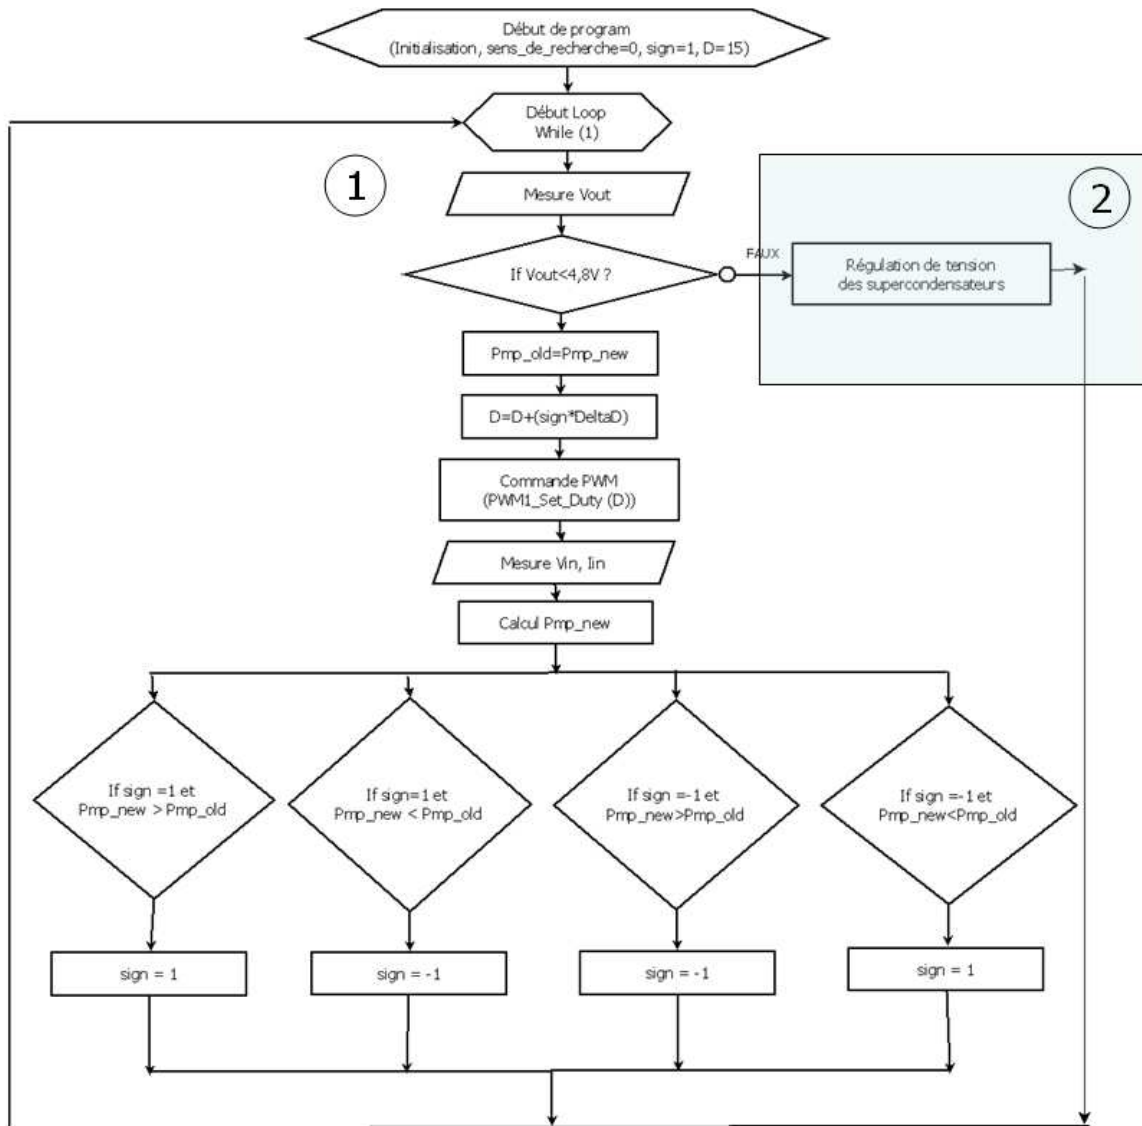 Début de program
(Initialisation, sens_de_recherche=0, sign=1, D=15)
Début Loop
While (1)
1
Mesure Vout
2
If Vout<4,8V ?
FAUX
Régulation de tension
des supercondensateurs
Pmp_old=Pmp_new
D=D+(sign*DeltaD)
Commande PWM
(PWM1_Set_Duty (D))
Mesure Vin, Iin
Calcul Pmp_new
If sign =1 et
Pmp_new > Pmp_old
If sign=1 et
Pmp_new < Pmp_old
If sign =-1 et
Pmp_new>Pmp_old
If sign =-1 et
Pmp_new<Pmp_old
sign = 1
sign = -1
sign = -1
sign = 1